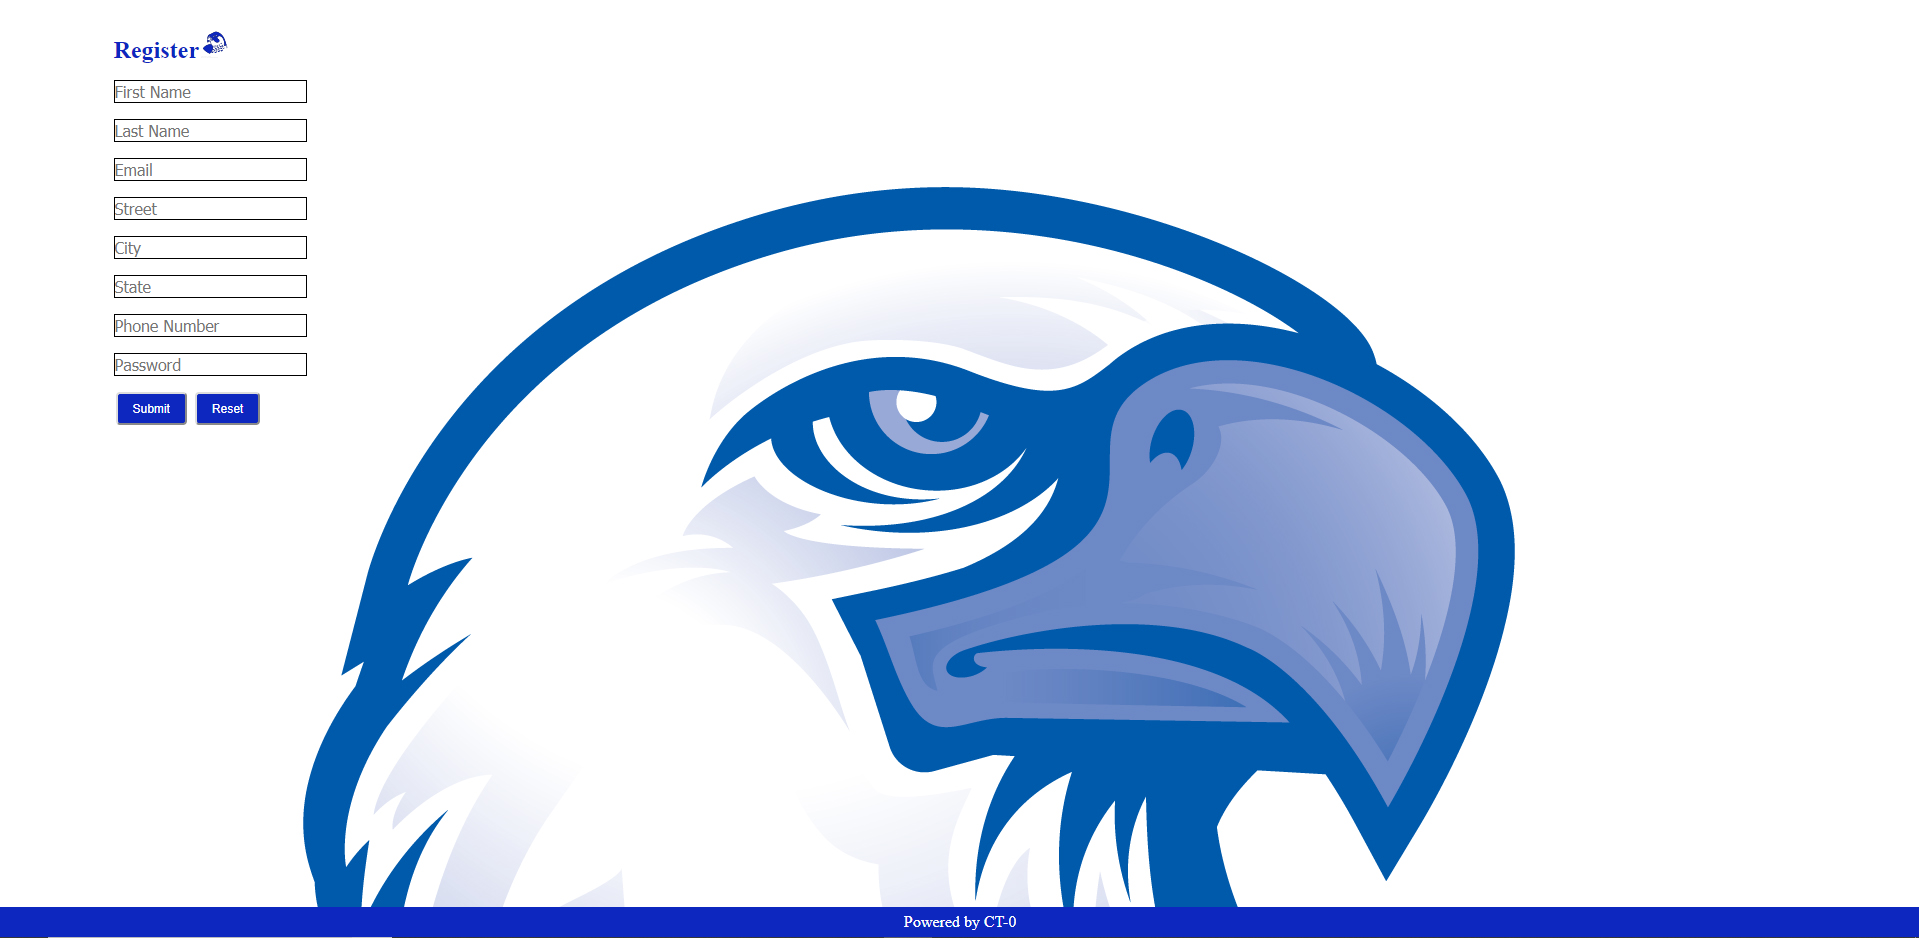 Register
First Name
Last Name
Email
Street
City
State
Phone Number
Password
Submit Reset
Powered by CT-0